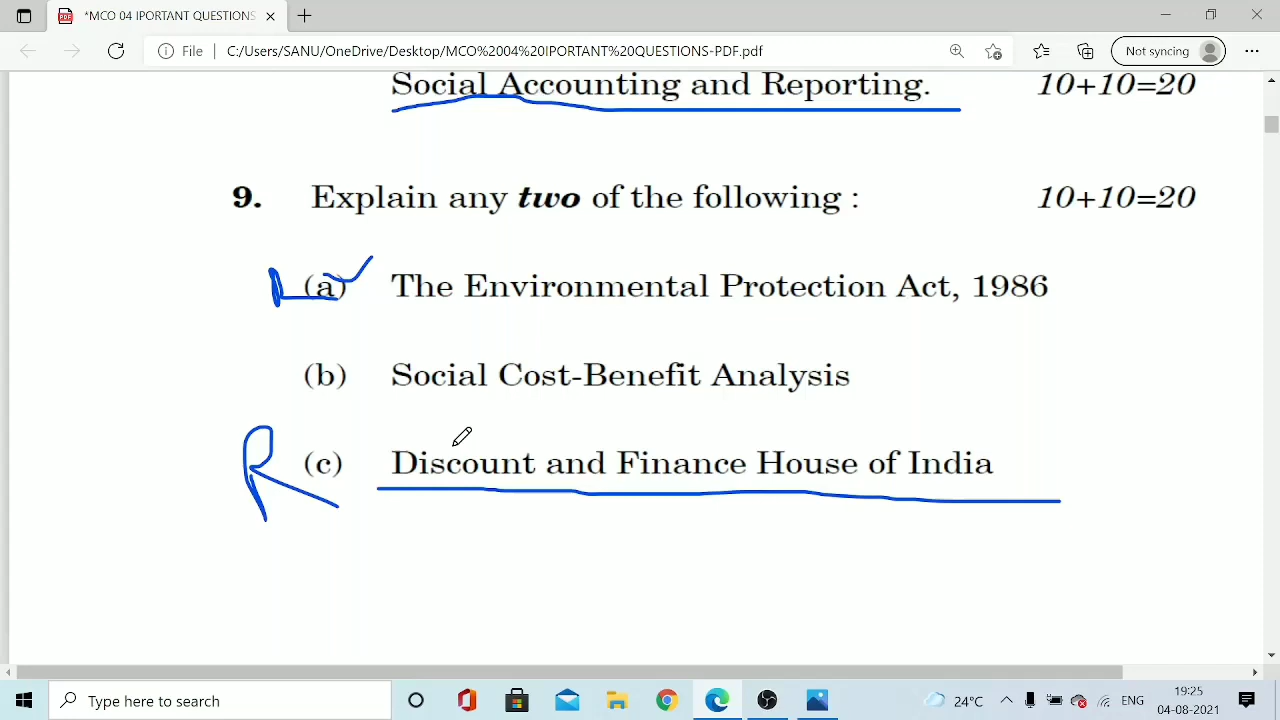 *MCO 04 IPORTANT QUESTIONS
File
C:/Users/SANU/OneDrive/Desktop/MCO%2004%20IPORTANT%20QUESTIONS-PDF.pdf
Not syncing
Social Accounting and Reporting. 10+10=20
9. Explain any two of the following : 10+10=20
(a) The Environmental Protection Act, 1986
(b) Social Cost-Benefit Analysis
R (c) Discount and Finance House of India
Type here to search
24°C
ENG
19:25
04-08-2021